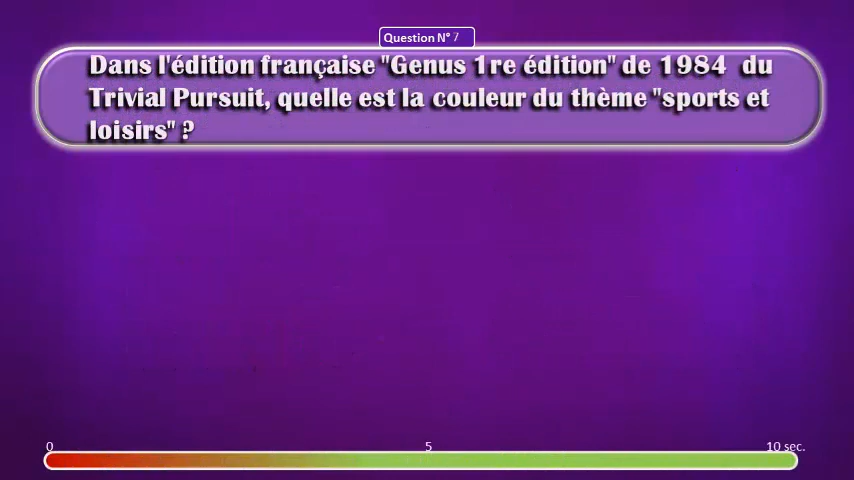 Question N° 7
Dans l'édition française "Genus 1re édition" de 1984 du
Trivial Pursuit, quelle est la couleur du thème "sports et
loisirs" ?
0 5 10 sec.